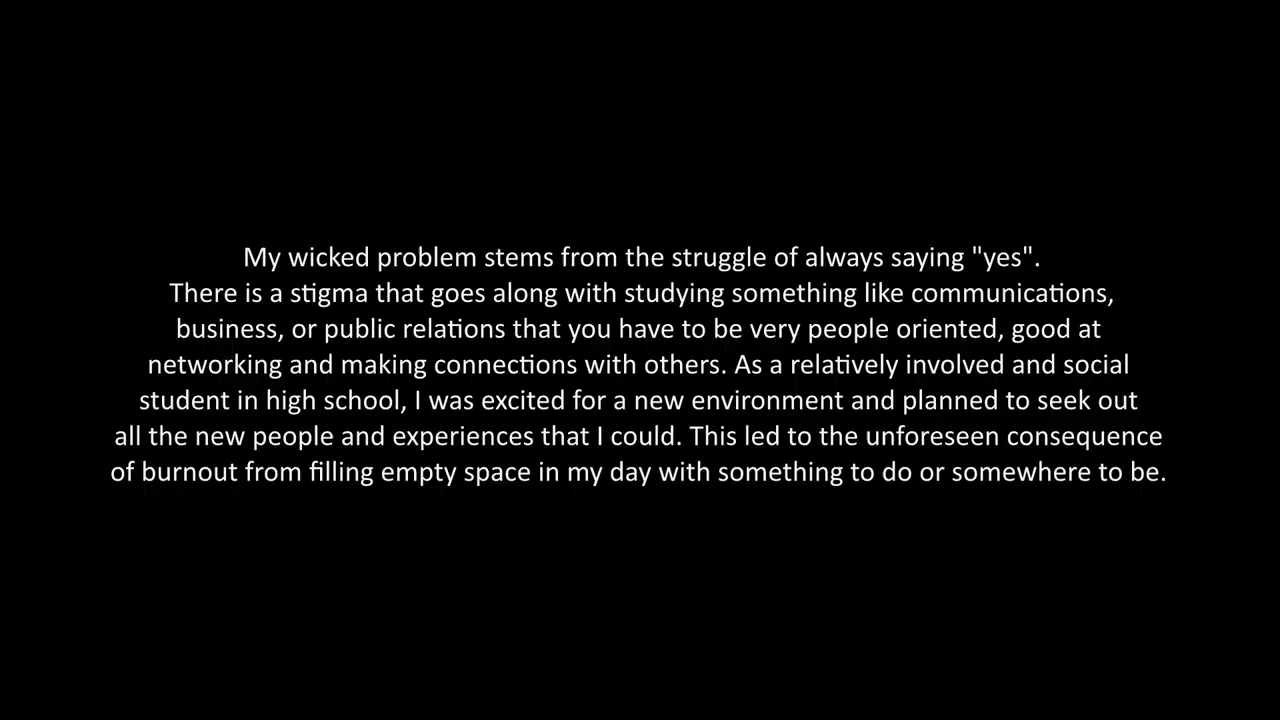 My wicked problem stems from the struggle of always saying "yes".
There is a stigma that goes along with studying something like communications,
business, or public relations that you have to be very people oriented, good at
networking and making connections with others. As a relatively involved and social
student in high school, I was excited for a new environment and planned to seek out
all the new people and experiences that I could. This led to the unforeseen consequence
of burnout from filling empty space in my day with something to do or somewhere to be.